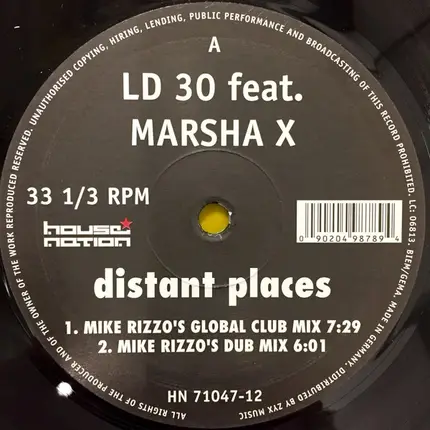 ALL RIGHTS OF THE PRODUCER AND OF THE OWNER OF THE WORK REPRODUCED RESERVED. UNAUTHORISED COPYING, HIRING, LENDING, PUBLIC PERFORMANCE AND BROADCASTING OF THIS RECORD PROHIBITED. LC: 06813. BIEM/GEMA. MADE IN GERMANY. DISTRIBUTED BY ZYX MUSIC
A
LD 30 feat.
MARSHA X
33 1/3 RPM
house
nation
0 90204 98789 4
distant places
1. MIKE RIZZO'S GLOBAL CLUB MIX 7:29
2. MIKE RIZZO'S DUB MIX 6:01
HN 71047-12